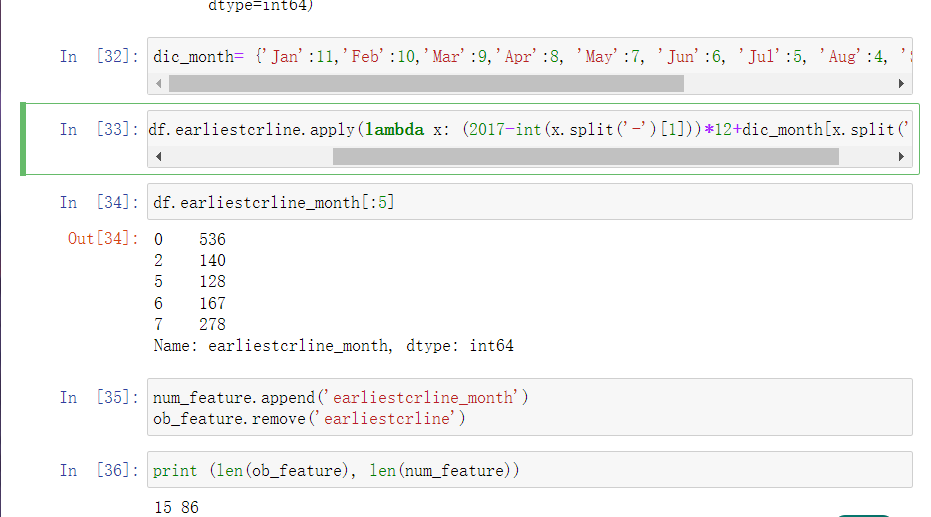 dtype=int64)
In [32]: dic_month= {'Jan':11,'Feb':10,'Mar':9,'Apr':8, 'May':7, 'Jun':6, 'Jul':5, 'Aug':4, '
In [33]: df.earliestcrline.apply(lambda x: (2017-int(x.split('-')[1]))*12+dic_month[x.split('
In [34]: df.earliestcrline_month[:5]
Out[34]: 0    536
2    140
5    128
6    167
7    278
Name: earliestcrline_month, dtype: int64
In [35]: num_feature.append('earliestcrline_month')
ob_feature.remove('earliestcrline')
In [36]: print (len(ob_feature), len(num_feature))
15 86